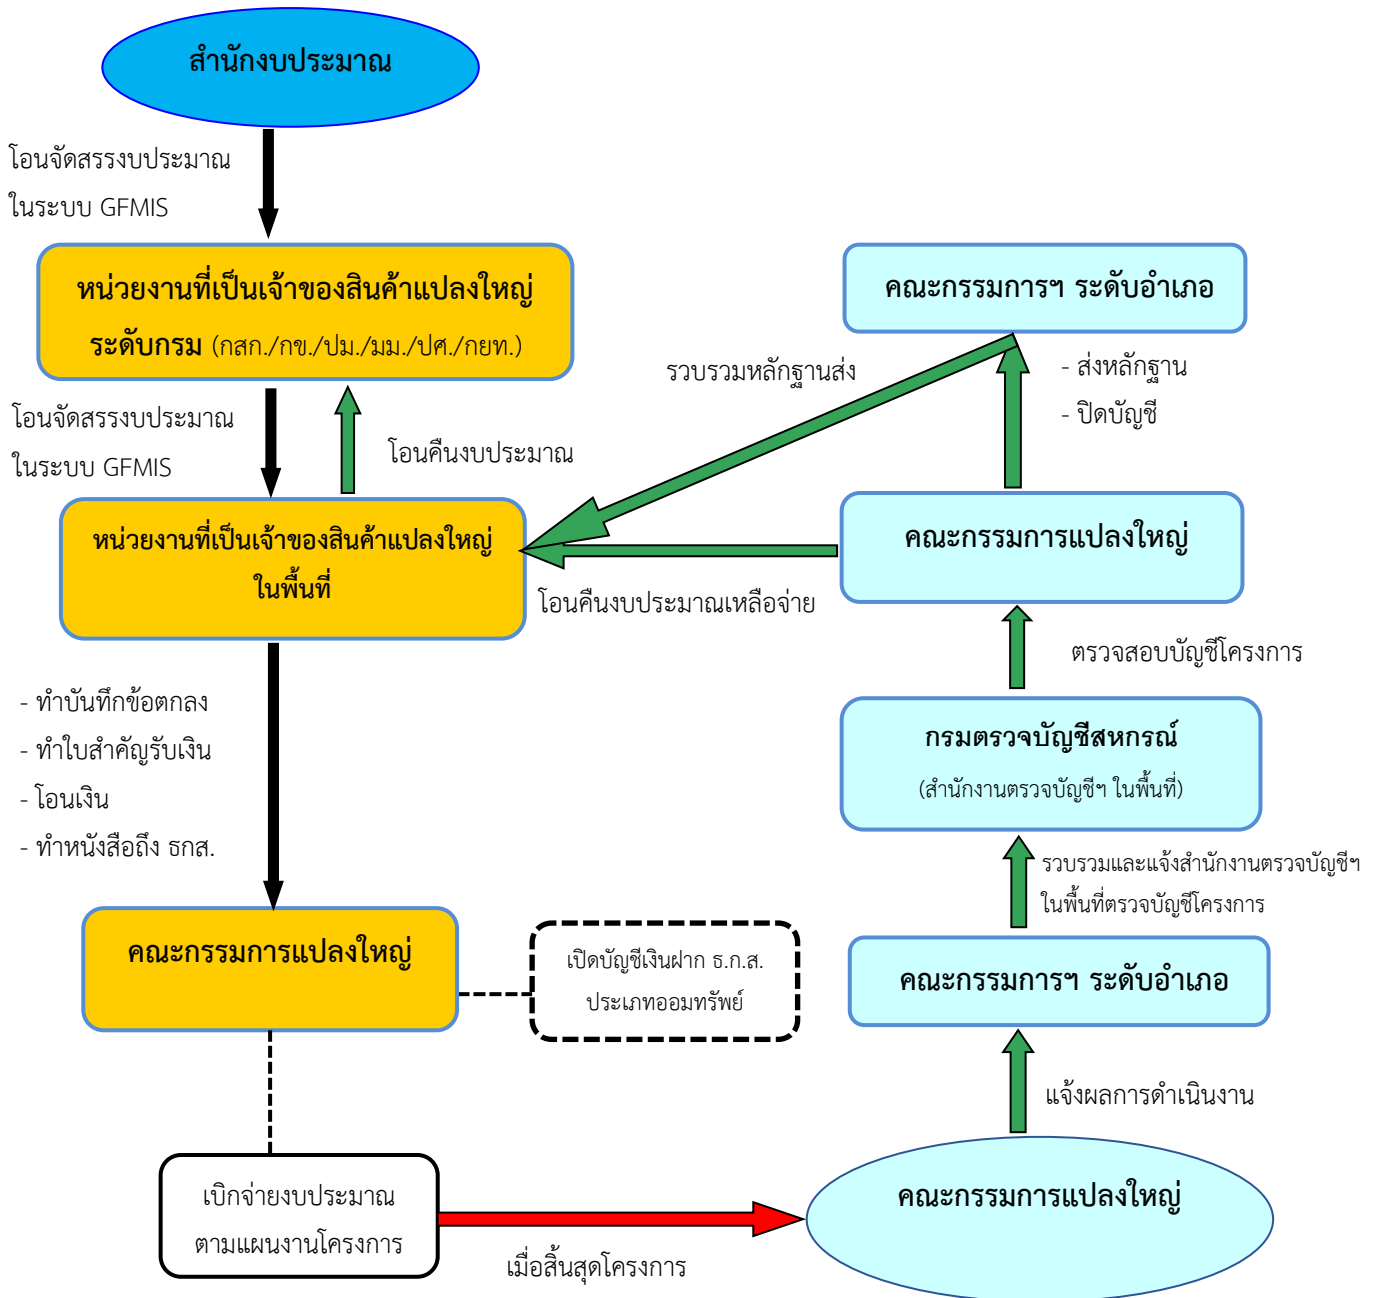 สำนักงบประมาณ
โอนจัดสรรงบประมาณ
ในระบบ GFMIS
หน่วยงานที่เป็นเจ้าของสินค้าแปลงใหญ่
ระดับกรม (กสก./กข./ปม./มม./ปศ./กยท.)
โอนจัดสรรงบประมาณ
ในระบบ GFMIS
โอนคืนงบประมาณ
หน่วยงานที่เป็นเจ้าของสินค้าแปลงใหญ่
ในพื้นที่
- ทำบันทึกข้อตกลง
- ทำใบสำคัญรับเงิน
- โอนเงิน
- ทำหนังสือถึง ธกส.
คณะกรรมการแปลงใหญ่
เปิดบัญชีเงินฝาก ธ.ก.ส.
ประเภทออมทรัพย์
เบิกจ่ายงบประมาณ
ตามแผนงานโครงการ
เมื่อสิ้นสุดโครงการ
คณะกรรมการแปลงใหญ่
แจ้งผลการดำเนินงาน
คณะกรรมการฯ ระดับอำเภอ
รวบรวมและแจ้งสำนักงานตรวจบัญชีฯ
ในพื้นที่ตรวจบัญชีโครงการ
กรมตรวจบัญชีสหกรณ์
(สำนักงานตรวจบัญชีฯ ในพื้นที่)
ตรวจสอบบัญชีโครงการ
คณะกรรมการแปลงใหญ่
โอนคืนงบประมาณเหลือจ่าย
- ส่งหลักฐาน
- ปิดบัญชี
คณะกรรมการฯ ระดับอำเภอ
รวบรวมหลักฐานส่ง